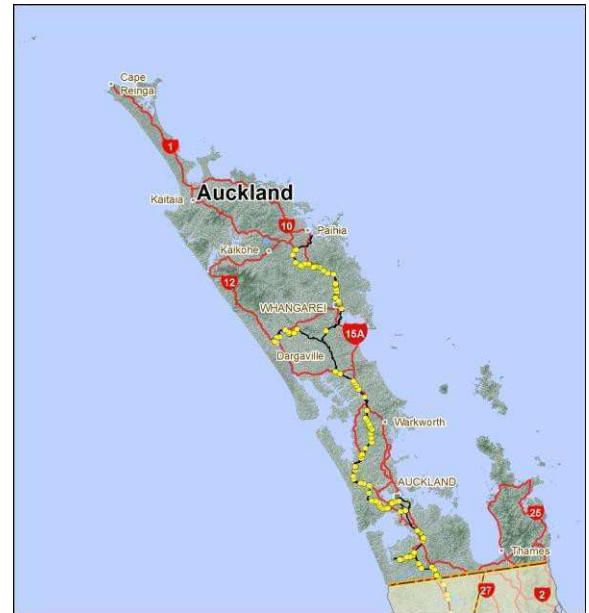 Cape
Reinga
1
Kaitaia
Auckland
10
Paihia
Kaikohe
12
WHANGAREI
15A
Dargaville
Warkworth
AUCKLAND
25
Thames
27
2